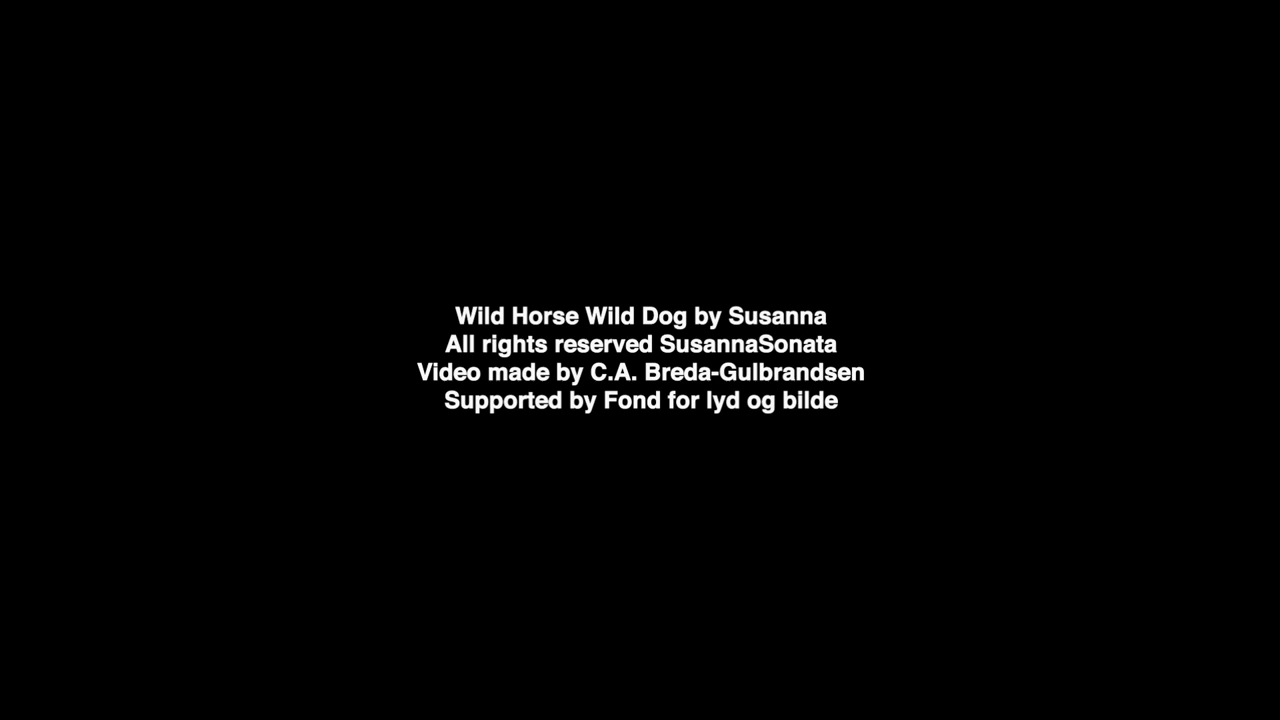 Wild Horse Wild Dog by Susanna
All rights reserved SusannaSonata
Video made by C.A. Breda-Gulbrandsen
Supported by Fond for lyd og bilde